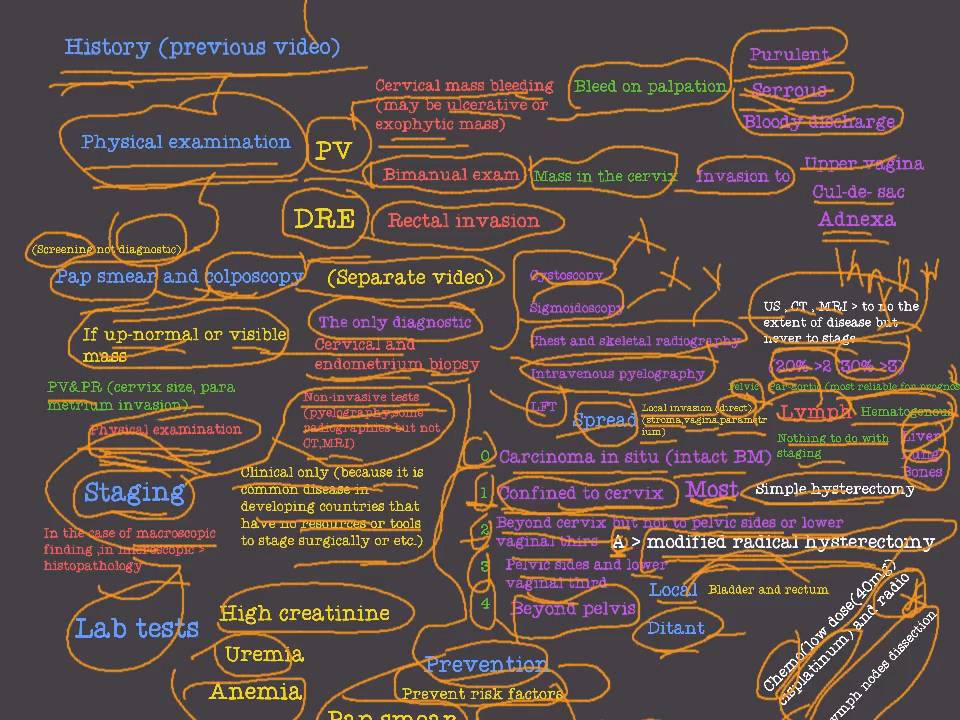 History (previous video)
Physical examination
PV
Cervical mass bleeding
(may be ulcerative or
exophytic mass)
Bleed on palpation
Purulent
Serrous
Bloody discharge
Bimanual exam
Mass in the cervix
Invasion to
Upper vagina
Cul-de- sac
Adnexa
DRE
Rectal invasion
(Screening not diagnostic)
Pap smear and colposcopy
(Separate video)
Cystoscopy
Sigmoidoscopy
Chest and skeletal radiography
Intravenous pyelography
LFT
US , CT , MRI > to no the
extent of disease but
never to stage
If up-normal or visible
mass
The only diagnostic
Cervical and
endometrium biopsy
(20% >2 (30% >3)
PV&PR (cervix size, para
metrium invasion)
Physical examination
Non-invasive tests
(pyelography,some
radiographies but not
CT,MRI)
Spread
Local invasion (direct)
(stroma,vagina,parametr
ium)
Pelvic
Par-aortic (most reliable for prognos
Lymph
Hematogenous
Nothing to do with
staging
Liver
Lung
Bones
Staging
Clinical only (because it is
common disease in
developing countries that
have no resources or tools
to stage surgically or etc.)
In the case of macroscopic
finding ,in microscopic >
histopathology
0 Carcinoma in situ (intact BM)
1 Confined to cervix
Most
Simple hysterectomy
2 Beyond cervix but not to pelvic sides or lower
vaginal thirs
A > modified radical hysterectomy
3 Pelvic sides and lower
vaginal third
4 Beyond pelvis
Local
Bladder and rectum
Ditant
Chemo(low dose(40mg)
cisplatinum) and radio
ymph nodes dissection
Lab tests
High creatinine
Uremia
Anemia
Prevention
Prevent risk factors
Pap smear